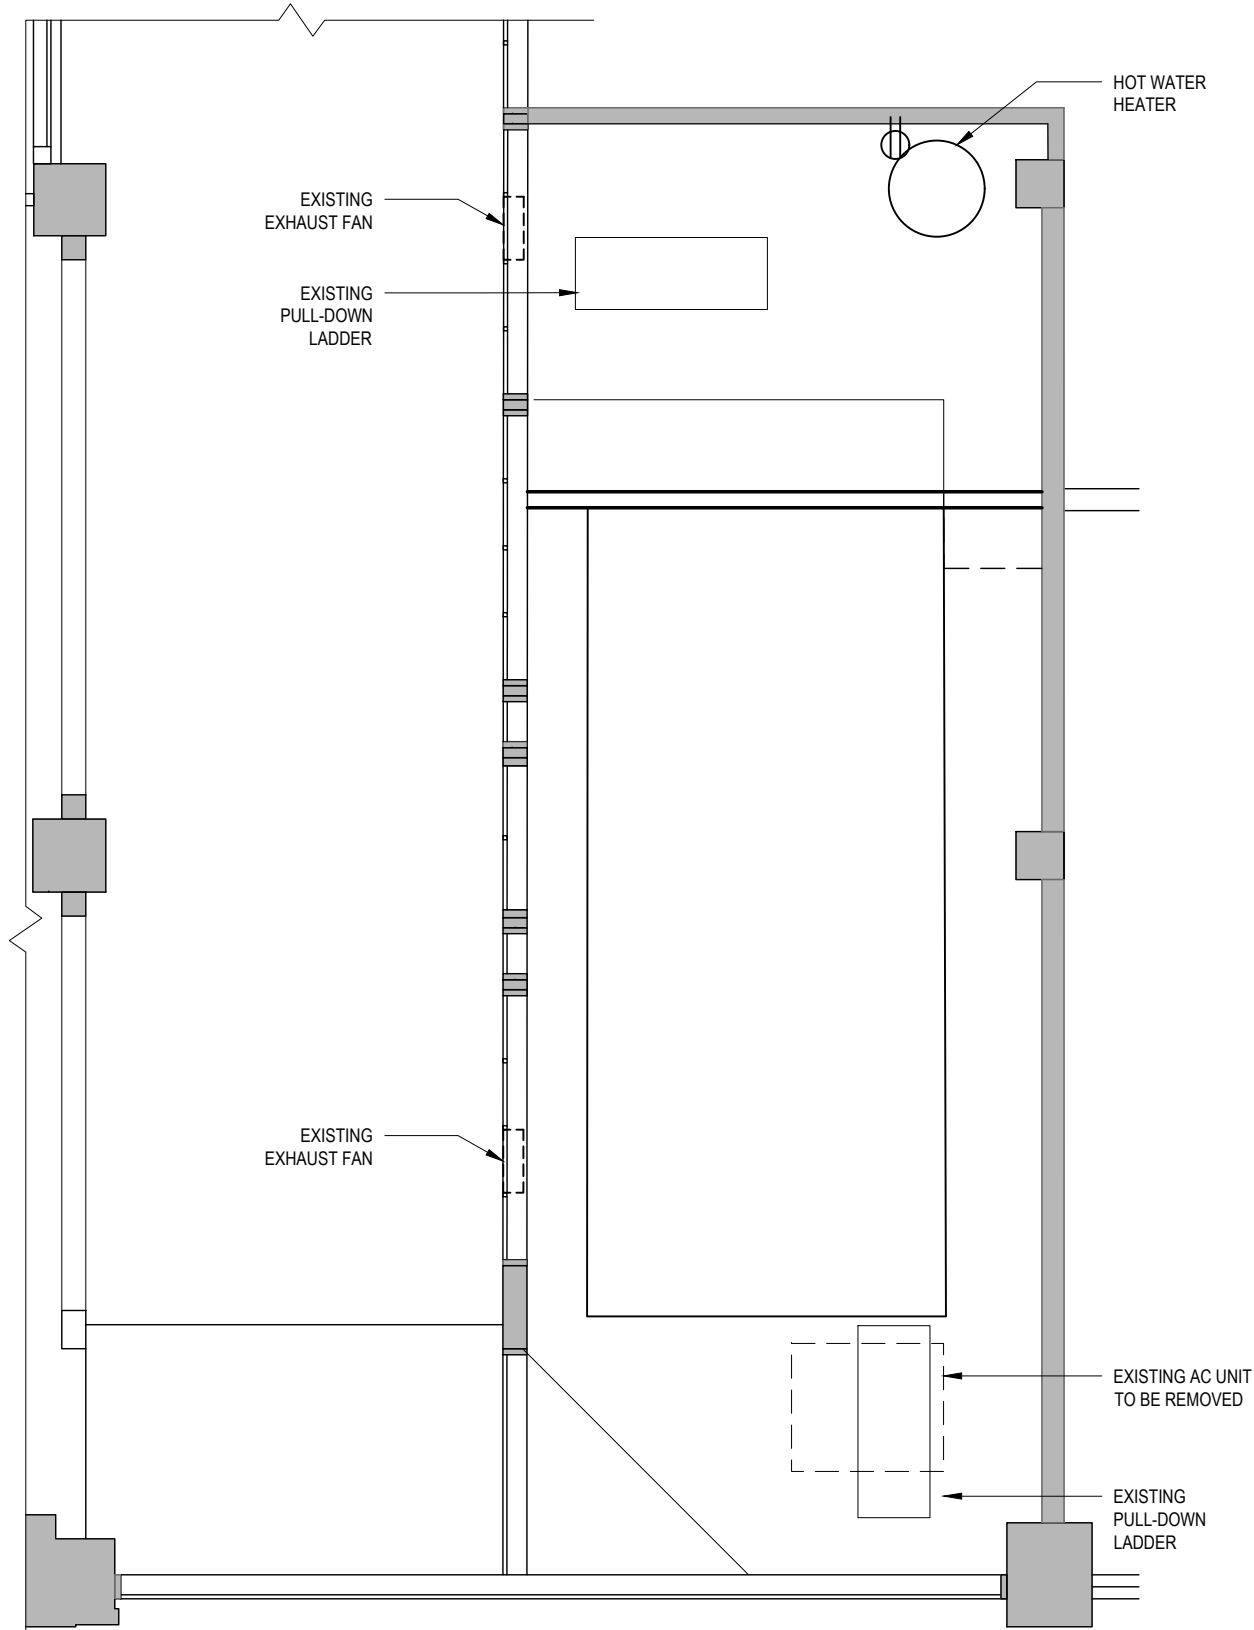 HOT WATER
HEATER
EXISTING
EXHAUST FAN
EXISTING
PULL-DOWN
LADDER
EXISTING
EXHAUST FAN
EXISTING AC UNIT
TO BE REMOVED
EXISTING
PULL-DOWN
LADDER